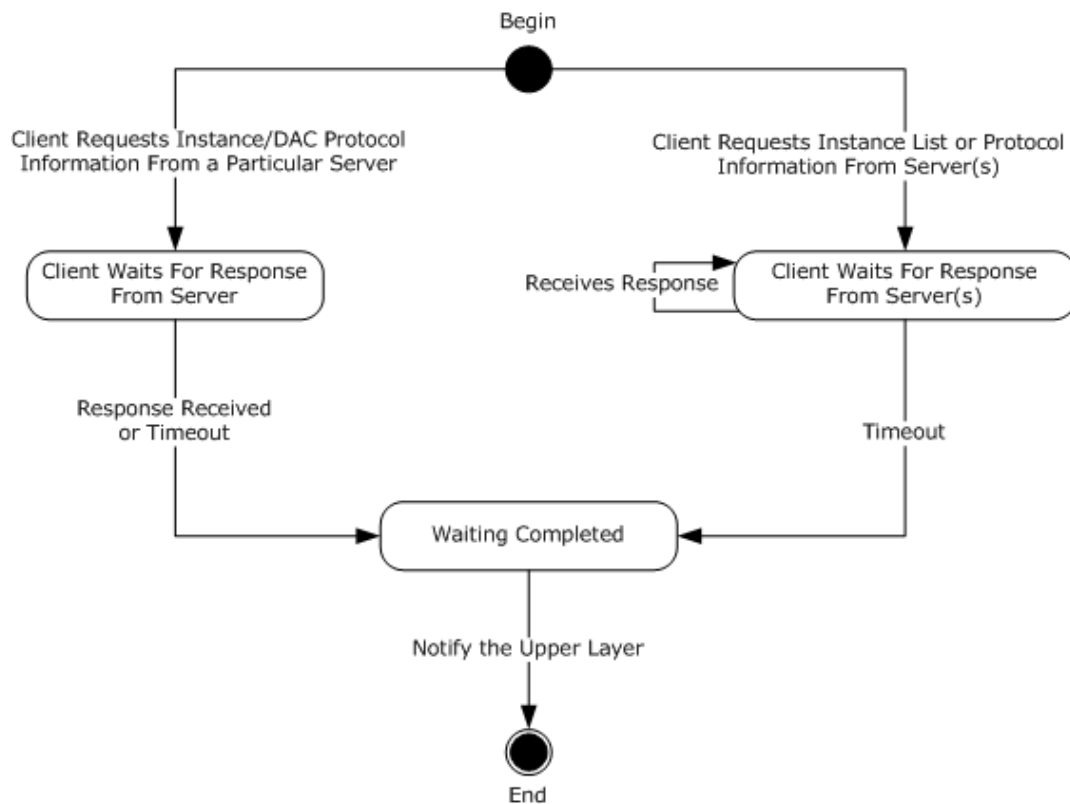 Begin
Client Requests Instance/DAC Protocol
Information From a Particular Server
Client Requests Instance List or Protocol
Information From Server(s)
Client Waits For Response
From Server
Receives Response
Client Waits For Response
From Server(s)
Response Received
or Timeout
Timeout
Waiting Completed
Notify the Upper Layer
End